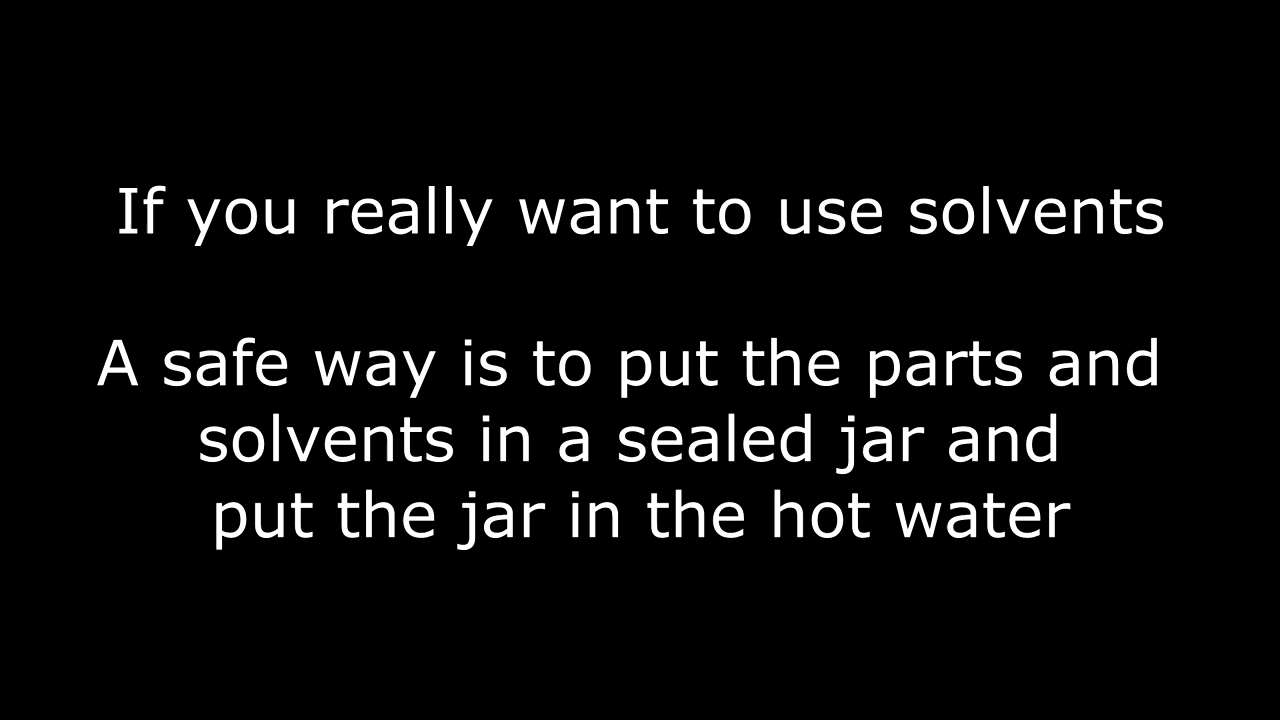 If you really want to use solvents
A safe way is to put the parts and
solvents in a sealed jar and
put the jar in the hot water